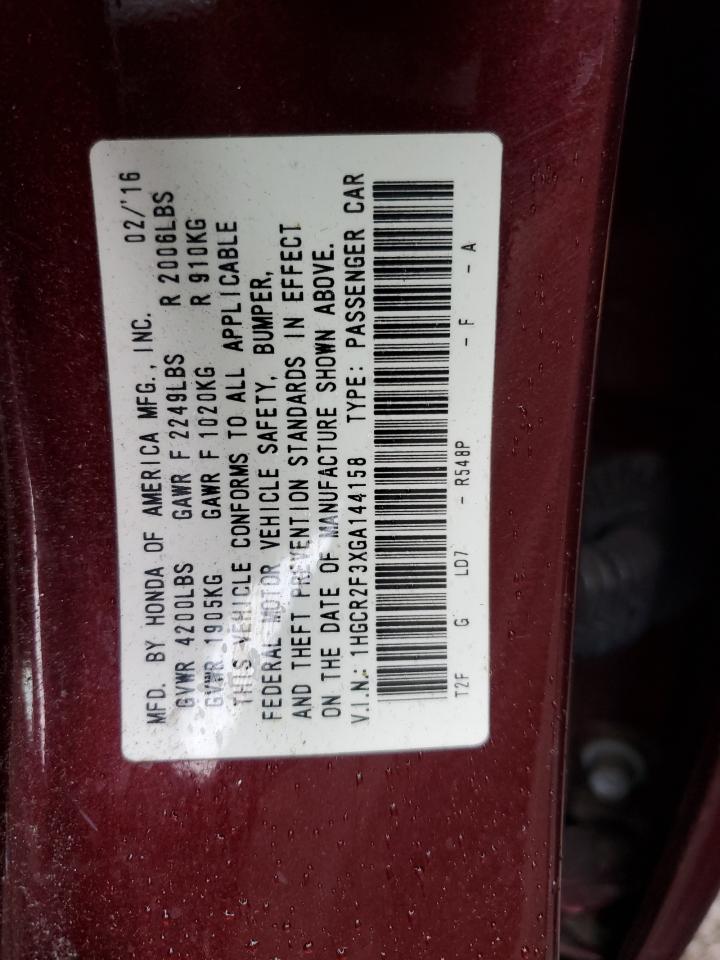 MFD. BY HONDA OF AMERICA MFG., INC. 02/'16
GVWR 4200LBS GAWR F 2249LBS R 2006LBS
GVWR 1905KG GAWR F 1020KG R 910KG
THIS VEHICLE CONFORMS TO ALL APPLICABLE
FEDERAL MOTOR VEHICLE SAFETY, BUMPER,
AND THEFT PREVENTION STANDARDS IN EFFECT
ON THE DATE OF MANUFACTURE SHOWN ABOVE.
V.I.N.: 1HGCR2F3XGA144158 TYPE: PASSENGER CAR
T2F G LD7 - R548P - F - A